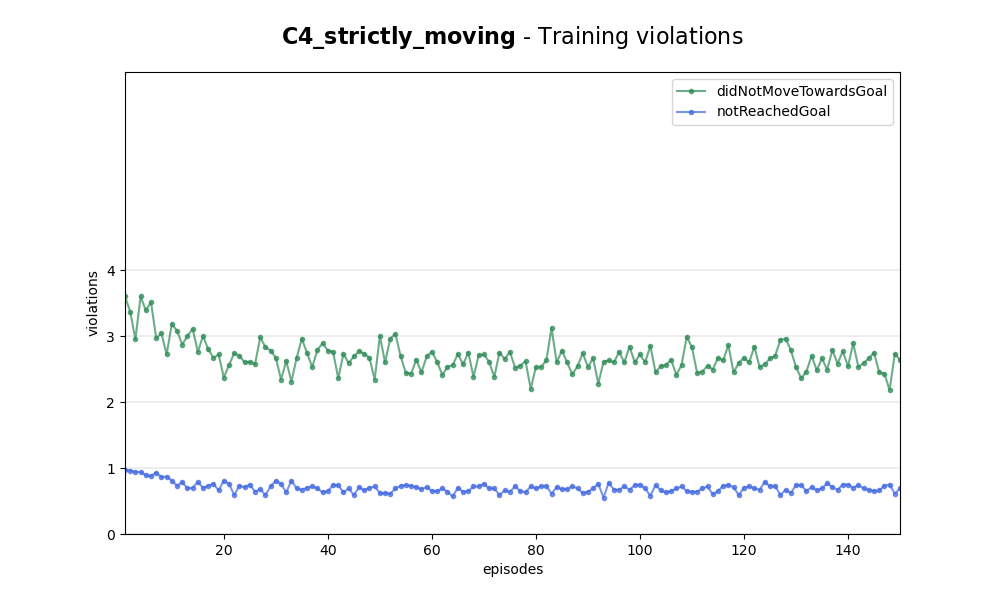 C4_strictly_moving - Training violations
didNotMoveTowardsGoal
notReachedGoal
violations
4
3
2
1
0
20 40 60 80 100 120 140
episodes